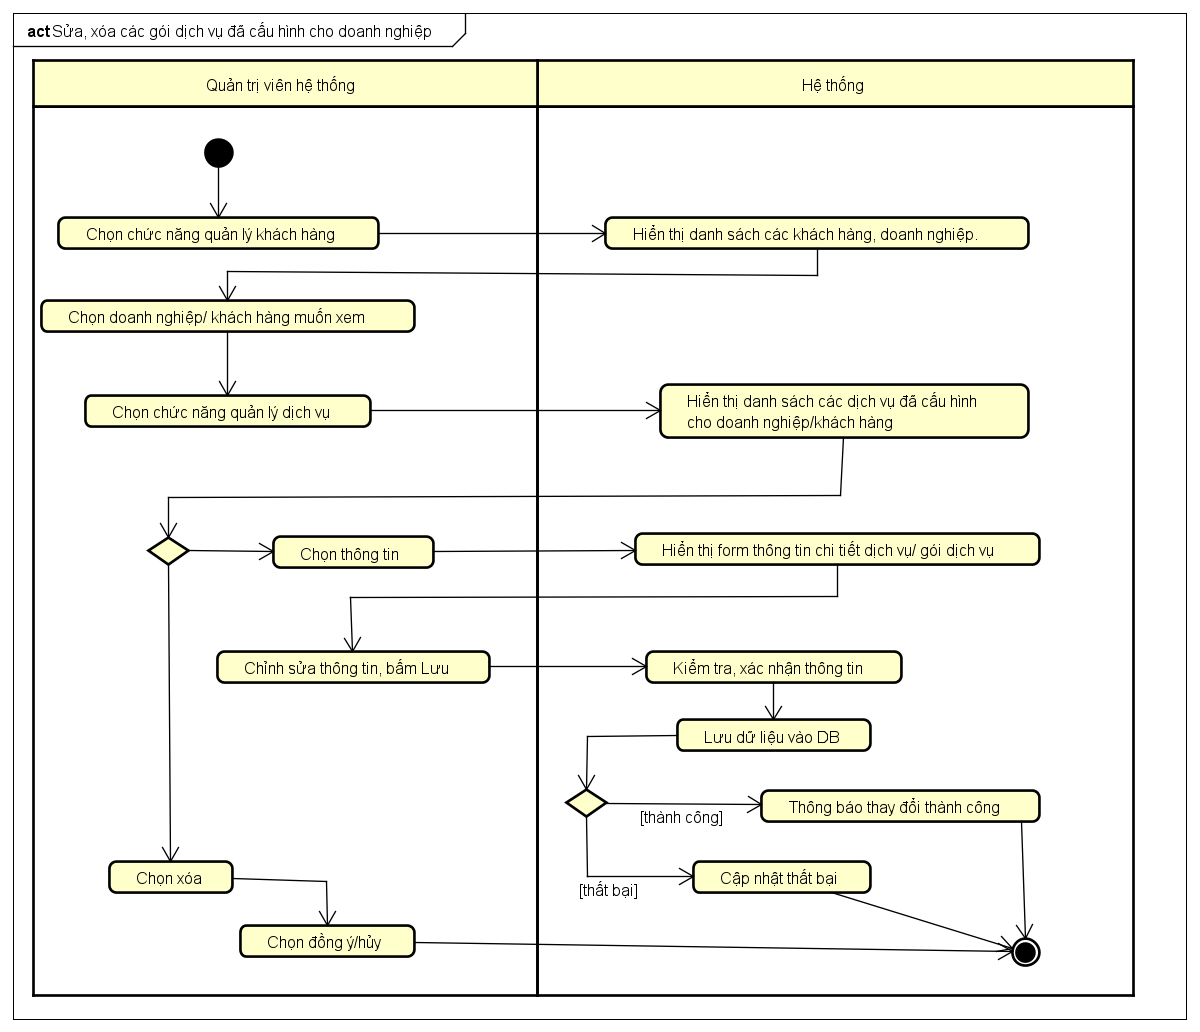 act Sửa, xóa các gói dịch vụ đã cấu hình cho doanh nghiệp
Quản trị viên hệ thống
Hệ thống
Chọn chức năng quản lý khách hàng
Hiển thị danh sách các khách hàng, doanh nghiệp.
Chọn doanh nghiệp/ khách hàng muốn xem
Chọn chức năng quản lý dịch vụ
Hiển thị danh sách các dịch vụ đã cấu hình
cho doanh nghiệp/khách hàng
Chọn thông tin
Hiển thị form thông tin chi tiết dịch vụ/ gói dịch vụ
Chỉnh sửa thông tin, bấm Lưu
Kiểm tra, xác nhận thông tin
Lưu dữ liệu vào DB
Thông báo thay đổi thành công
[thành công]
Chọn xóa
Cập nhật thất bại
[thất bại]
Chọn đồng ý/hủy